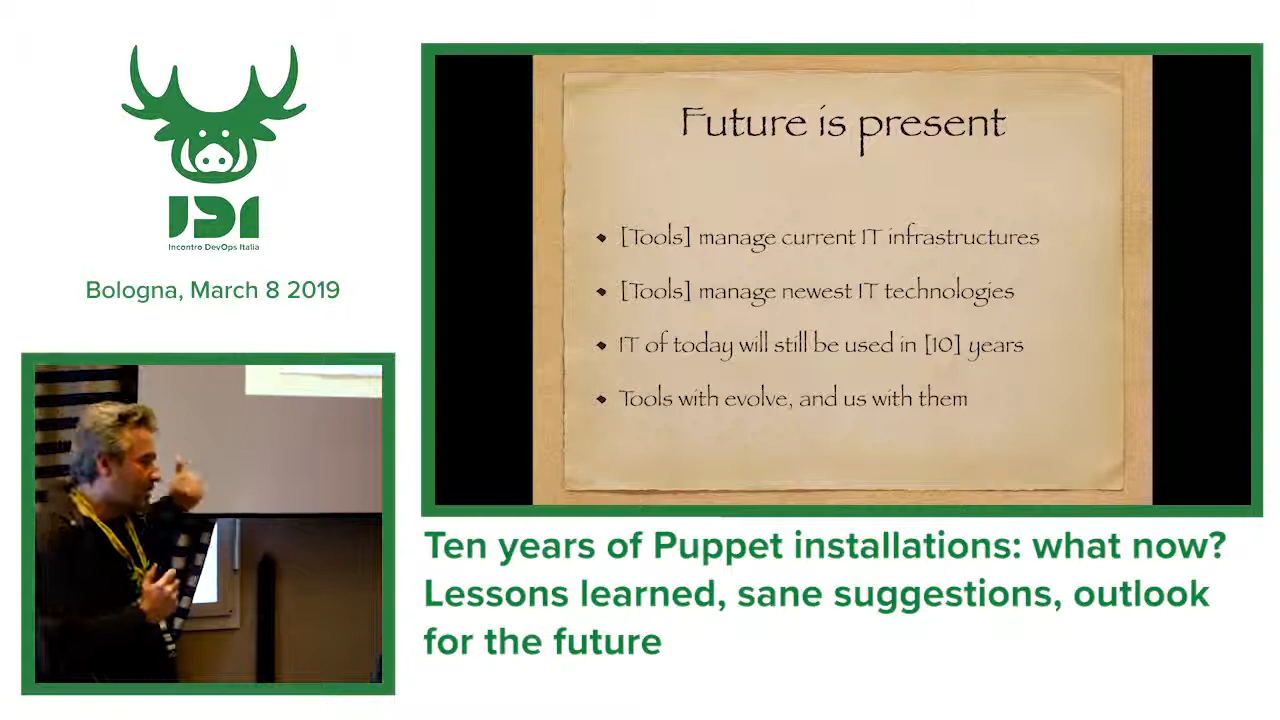 IDI
Incontro DevOps Italia
Bologna, March 8 2019
Future is present
[Tools] manage current IT infrastructures
[Tools] manage newest IT technologies
IT of today will still be used in [10] years
Tools with evolve, and us with them
Ten years of Puppet installations: what now?
Lessons learned, sane suggestions, outlook
for the future